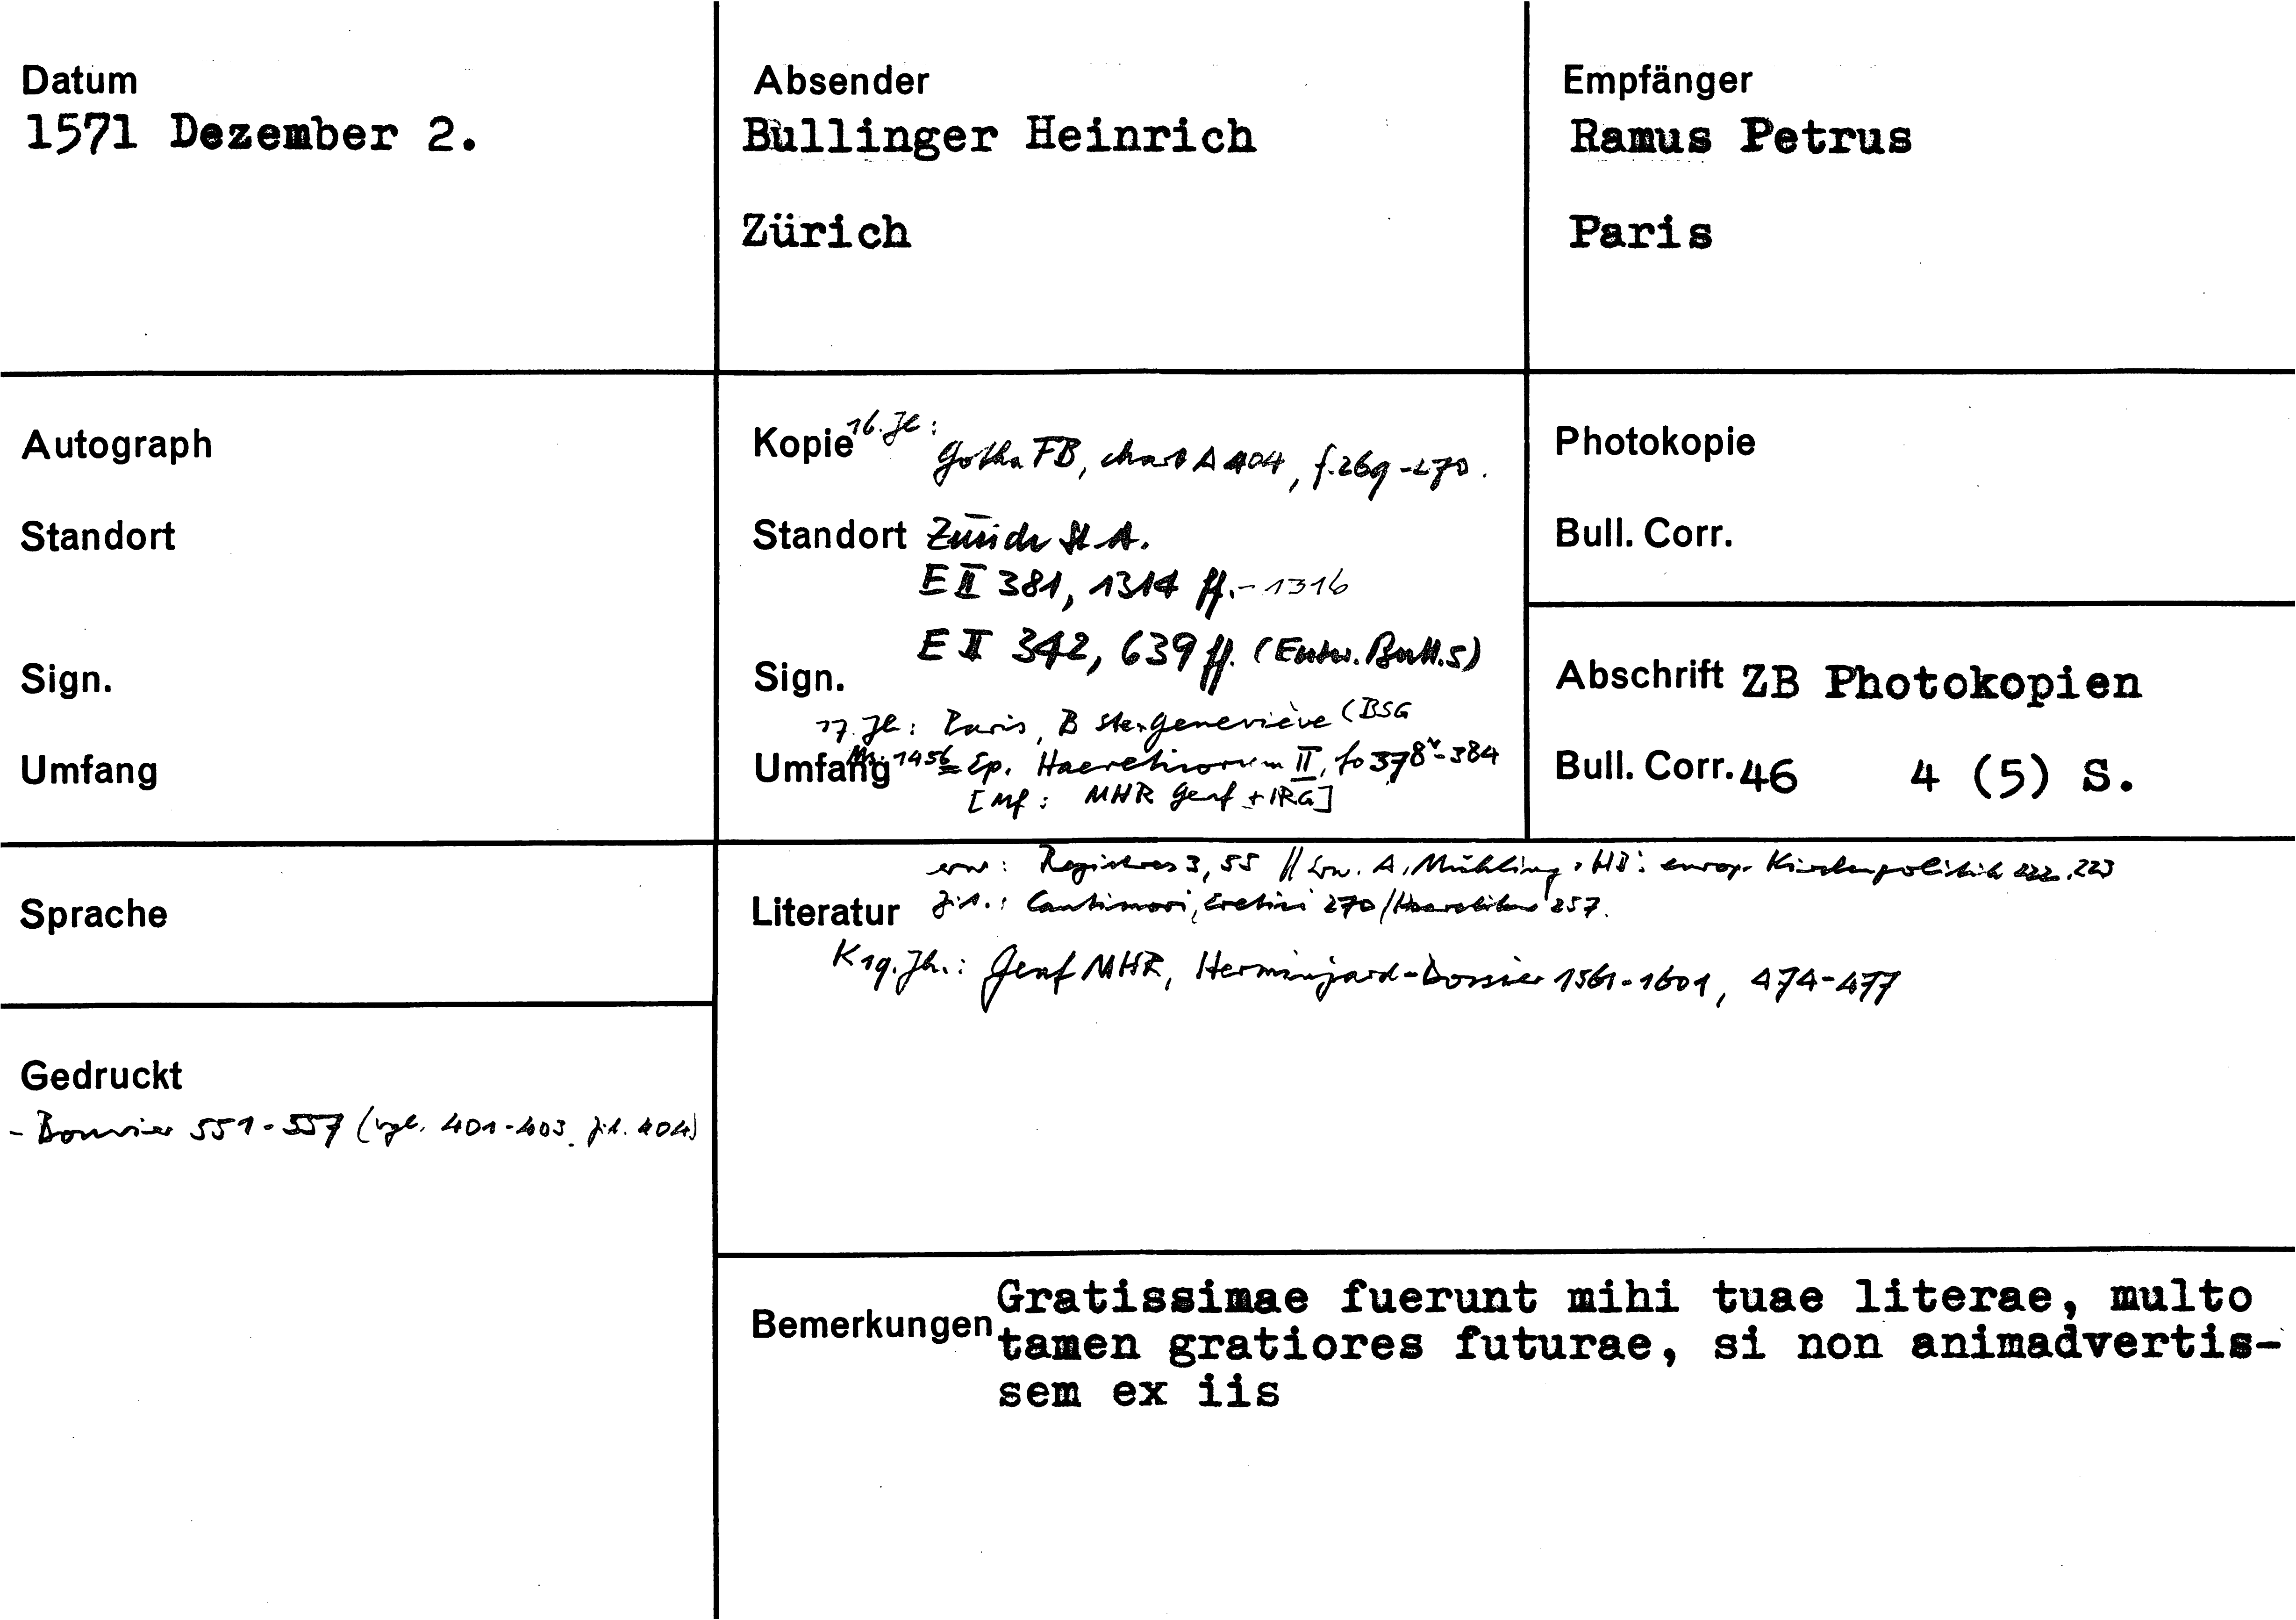 Datum
1571 Dezember 2.
Absender
Bullinger Heinrich
Zürich
Empfänger
Ramus Petrus
Paris
Autograph
Standort
Sign.
Umfang
Kopie 16. Jh:
Gotha FB, chart A 404, f. 269-270.
Standort Zürich St A.
E II 381, 1314 ff. - 1316
E II 342, 639 ff. (Entw. Bull.s)
Sign.
17. Jh: Paris, B Ste. Geneviève (BSG
Umfang Ms. 1456 = Ep. Haereticorum II, fo 378v-384
[Mf: MHR Genf + IRG]
Photokopie
Bull. Corr.
Abschrift ZB Photokopien
Bull. Corr. 46 4 (5) S.
Sprache
Gedruckt
- Bouvier 551-557 (vgl. 401-403, zit. 404)
erw: Registres 3, 55 // Erw. A. Mühling, HB: europ. Kirchenpolitik 222, 223
Literatur zit.: Cantimori, Eretici 270 / Haeretiker 257.
K 19. Jh.: Genf MHR, Herminjard-Dossier 1561-1601, 474-477
Bemerkungen Gratissimae fuerunt mihi tuae literae, multo
tamen gratiores futurae, si non animadvertis-
sem ex iis